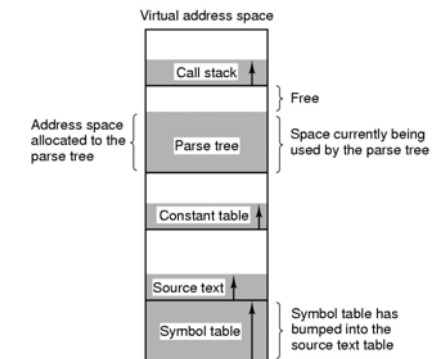 Virtual address space
Call stack
Free
Address space
allocated to the
parse tree
Parse tree
Space currently being
used by the parse tree
Constant table
Source text
Symbol table
Symbol table has
bumped into the
source text table